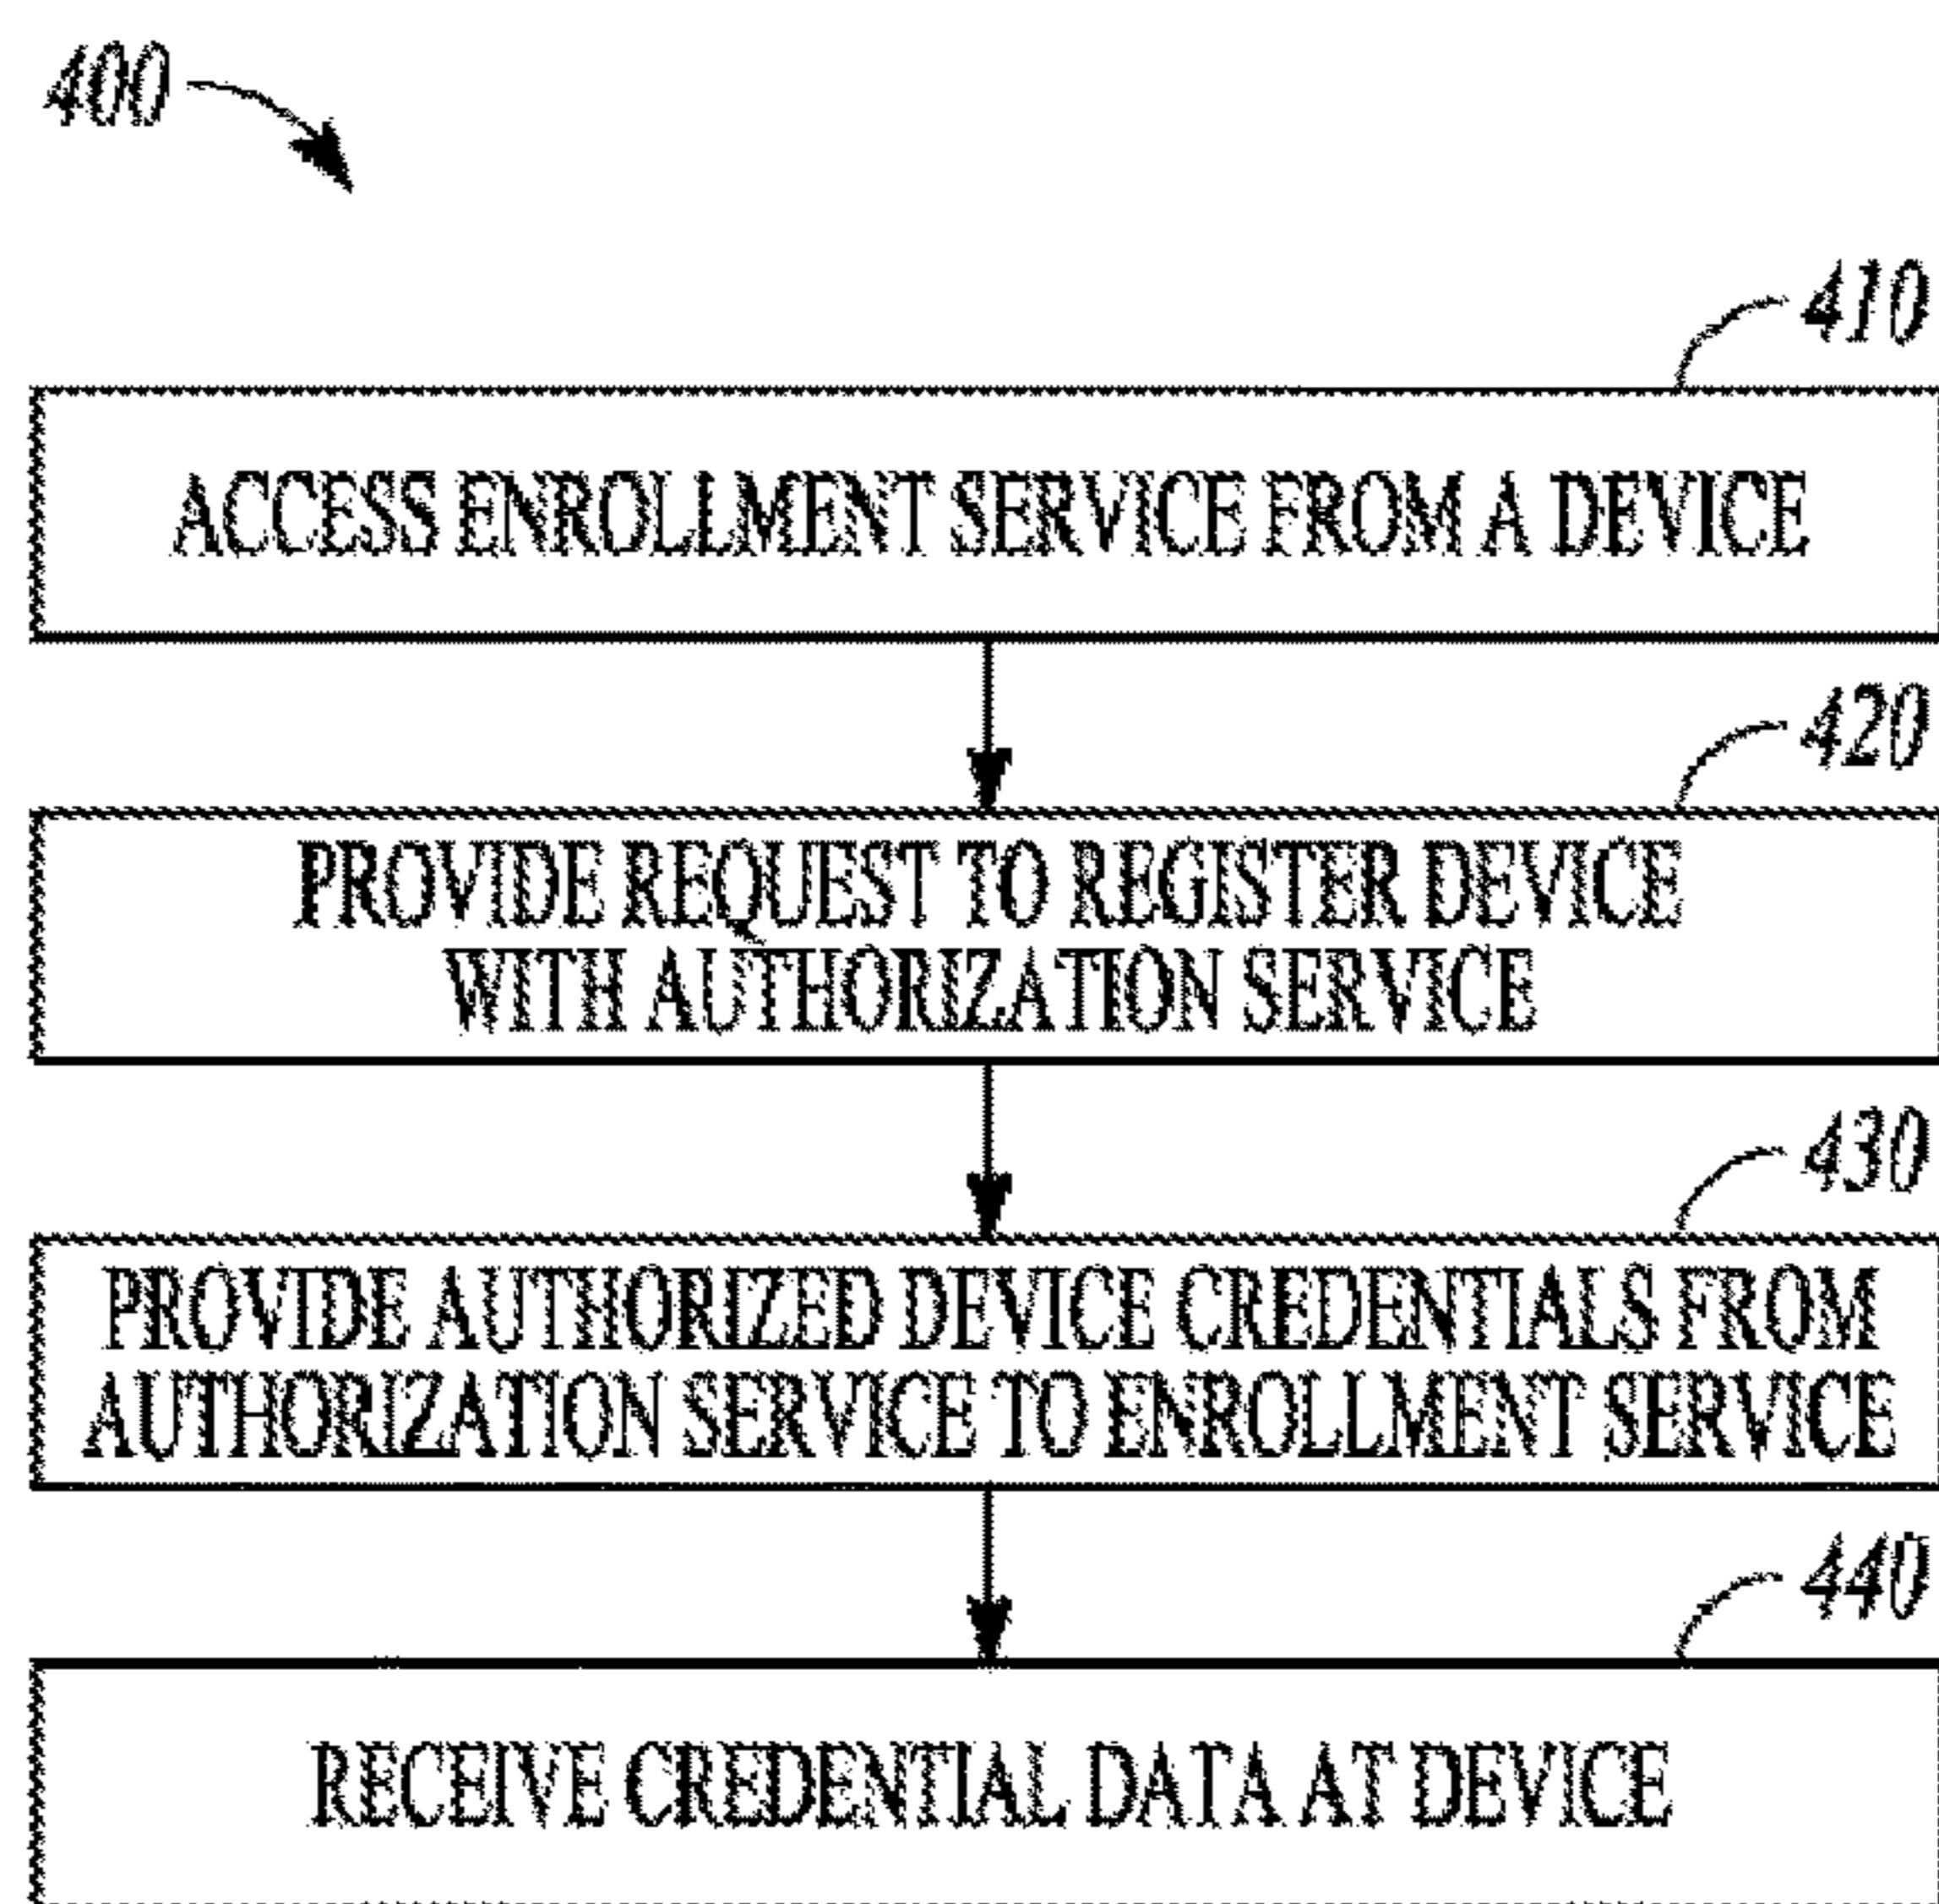 400
410
ACCESS ENROLLMENT SERVICE FROM A DEVICE
420
PROVIDE REQUEST TO REGISTER DEVICE
WITH AUTHORIZATION SERVICE
430
PROVIDE AUTHORIZED DEVICE CREDENTIALS FROM
AUTHORIZATION SERVICE TO ENROLLMENT SERVICE
440
RECEIVE CREDENTIAL DATA AT DEVICE